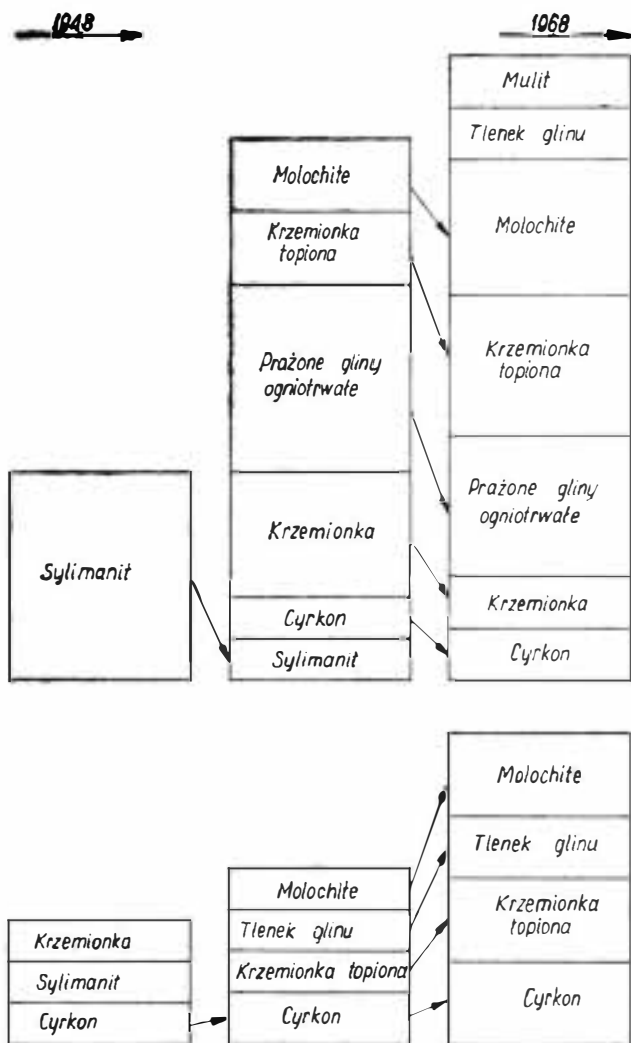 1948
1968
Sylimanit
Molochite
Krzemionka
topiona
Prażone gliny
ogniotrwałe
Krzemionka
Cyrkon
Sylimanit
Mulit
Tlenek glinu
Molochite
Krzemionka
topiona
Prażone gliny
ogniotrwałe
Krzemionka
Cyrkon
Krzemionka
Sylimanit
Cyrkon
Molochite
Tlenek glinu
Krzemionka topiona
Cyrkon
Molochite
Tlenek glinu
Krzemionka
topiona
Cyrkon